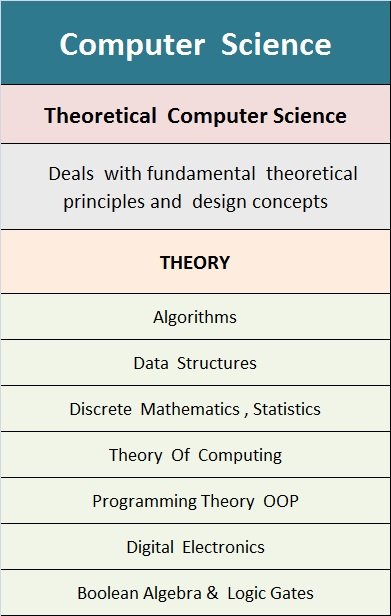 Computer Science
Theoretical Computer Science
Deals with fundamental theoretical
principles and design concepts
THEORY
Algorithms
Data Structures
Discrete Mathematics , Statistics
Theory Of Computing
Programming Theory OOP
Digital Electronics
Boolean Algebra & Logic Gates